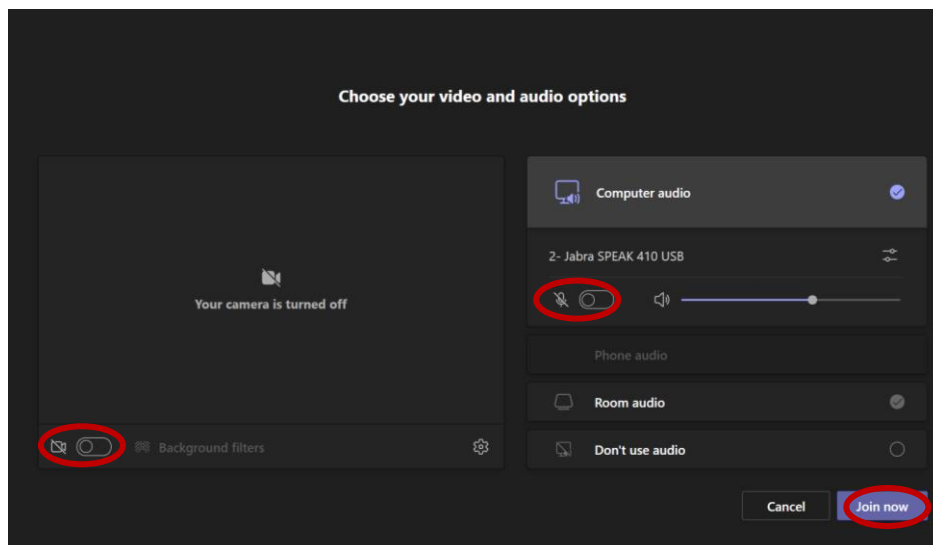 Choose your video and audio options
Your camera is turned off
Background filters
Computer audio
2- Jabra SPEAK 410 USB
Phone audio
Room audio
Don't use audio
Cancel
Join now